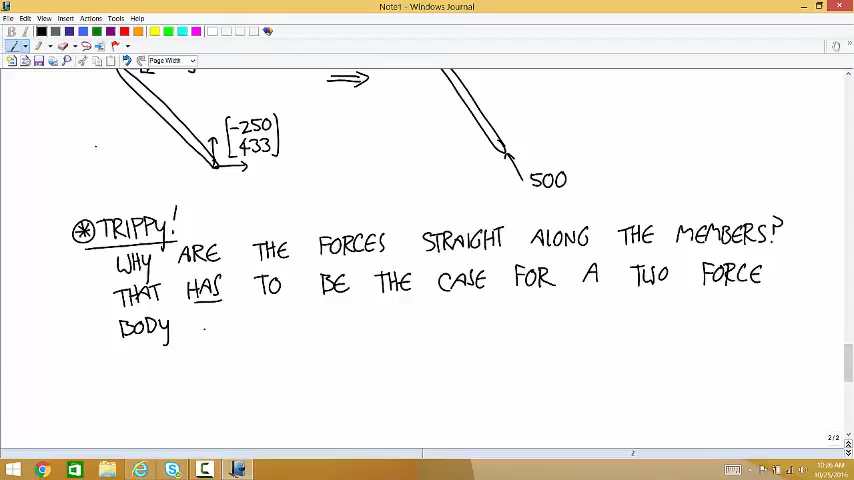 Note1 - Windows Journal
File Edit View Insert Actions Tools Help
B I
Page Width
-250
433
500
* TRIPPY!
WHY ARE THE FORCES STRAIGHT ALONG THE MEMBERS?
THAT HAS TO BE THE CASE FOR A TWO FORCE
BODY
2/2
2
10:26 AM
10/25/2016